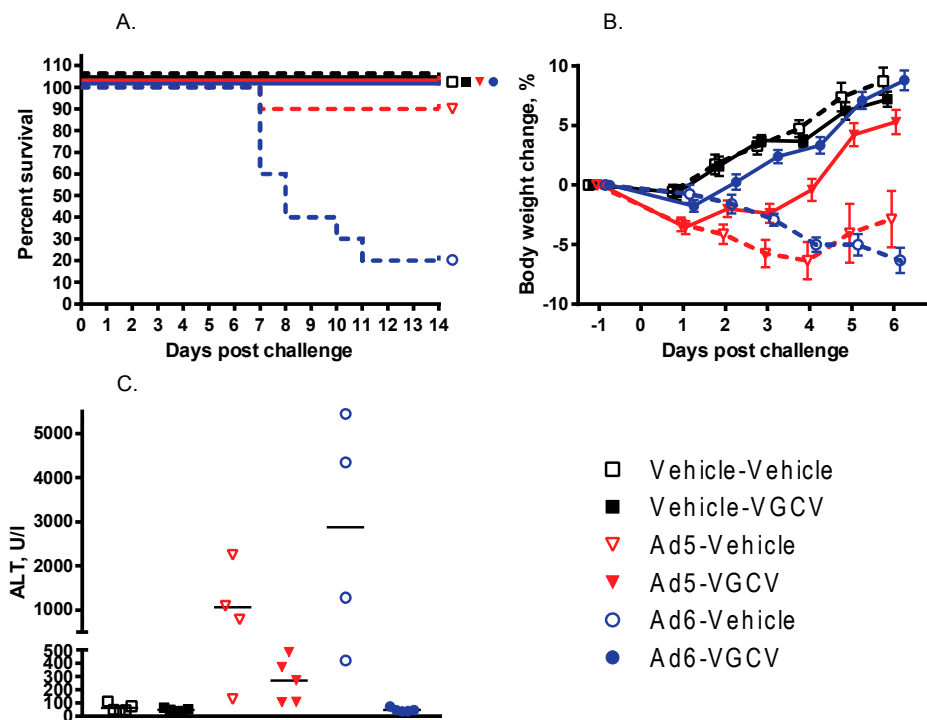 A.
110
100
90
80
70
60
50
40
30
20
10
0
Percent survival
0 1 2 3 4 5 6 7 8 9 10 11 12 13 14
Days post challenge
B.
10
5
0
-5
-10
Body weight change, %
-1 0 1 2 3 4 5 6
Days post challenge
C.
5000
4000
3000
2000
1000
500
400
300
200
100
0
ALT, U/l
Vehicle-Vehicle
Vehicle-VGCV
Ad5-Vehicle
Ad5-VGCV
Ad6-Vehicle
Ad6-VGCV